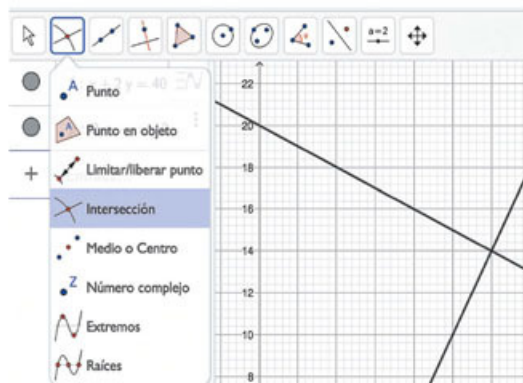 a=2
A
Punto
A
Punto en objeto
Limitar/liberar punto
Intersección
Medio o Centro
Z
Número complejo
Extremos
Raíces
+
22
20
18
16
14
12
10
8